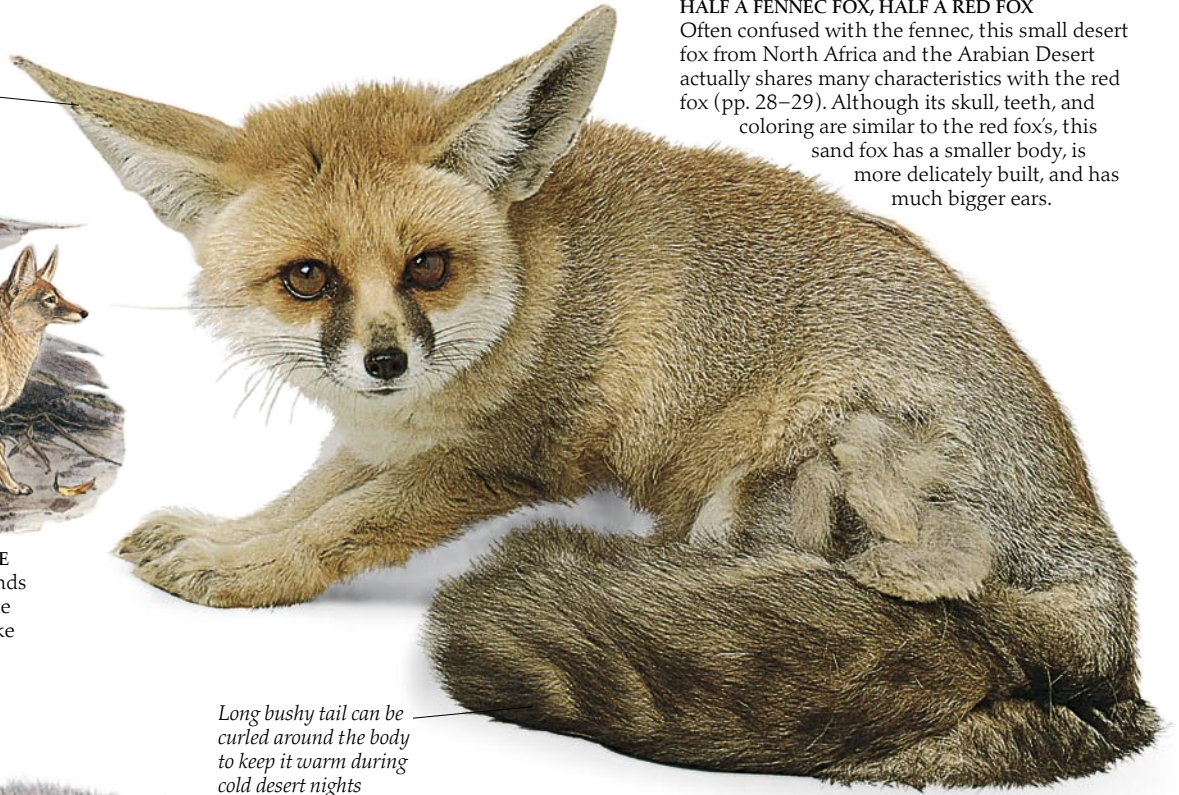 HALF A FENNEC FOX, HALF A RED FOX
Often confused with the fennec, this small desert
fox from North Africa and the Arabian Desert
actually shares many characteristics with the red
fox (pp. 28–29). Although its skull, teeth, and
coloring are similar to the red fox's, this
sand fox has a smaller body, is
more delicately built, and has
much bigger ears.
Long bushy tail can be
curled around the body
to keep it warm during
cold desert nights